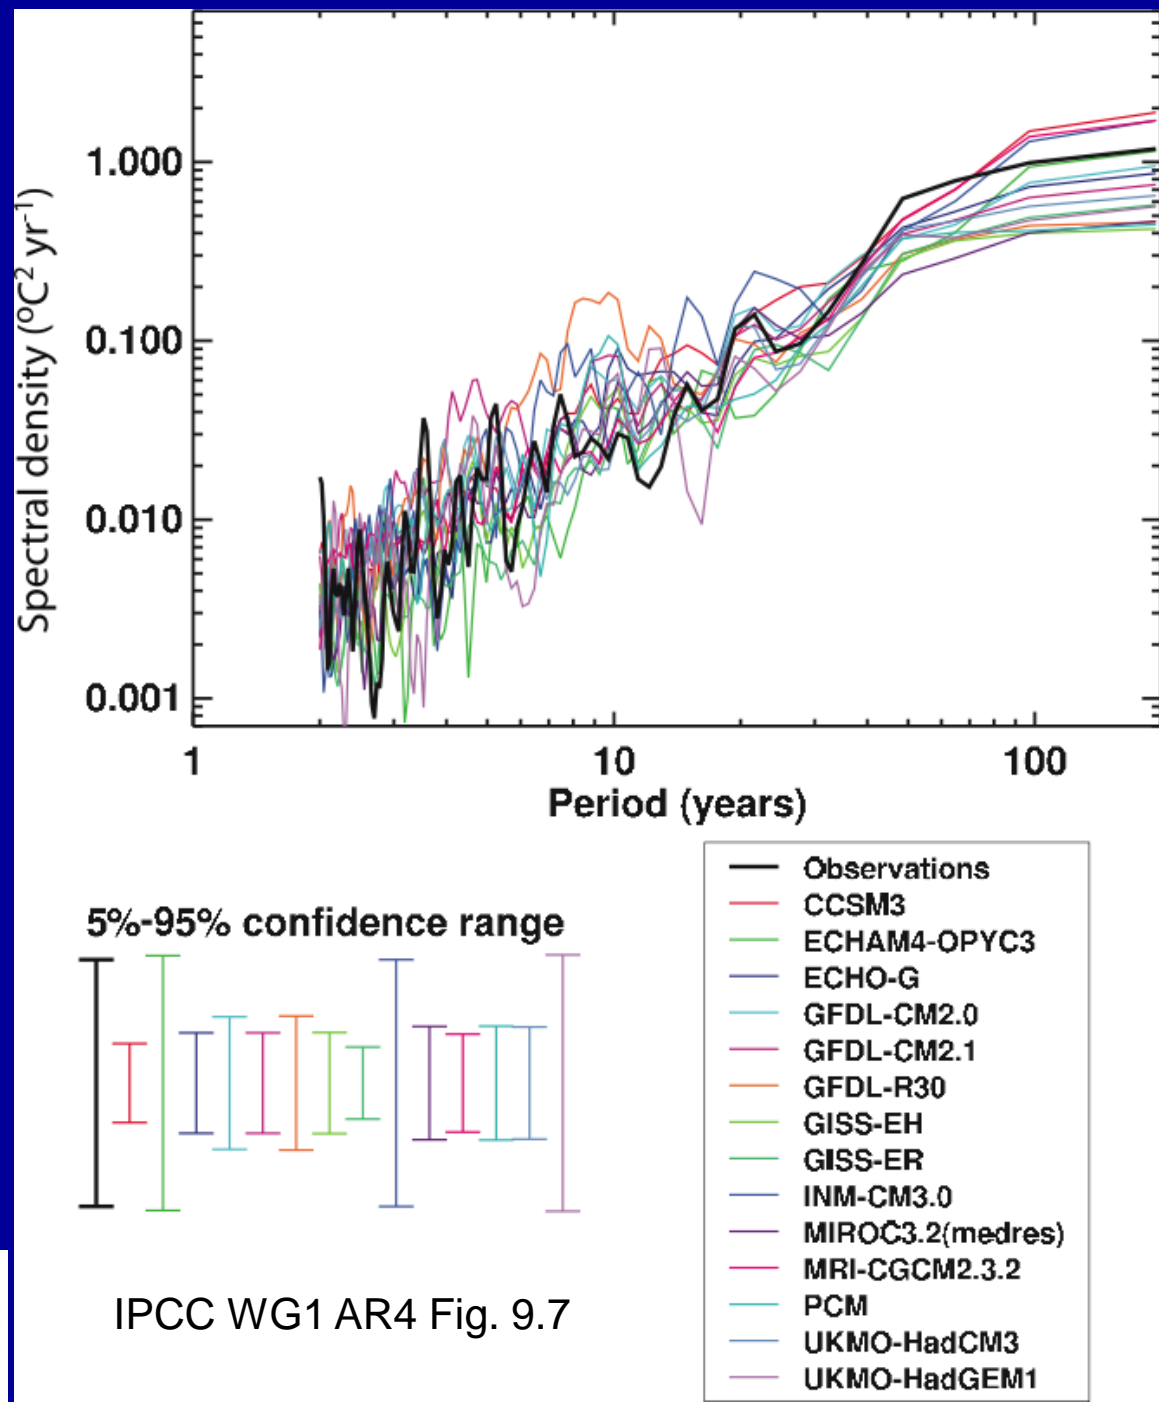 Spectral density (ºC² yr⁻¹)
1.000
0.100
0.010
0.001
1
10
100
Period (years)
5%-95% confidence range
Observations
CCSM3
ECHAM4-OPYC3
ECHO-G
GFDL-CM2.0
GFDL-CM2.1
GFDL-R30
GISS-EH
GISS-ER
INM-CM3.0
MIROC3.2(medres)
MRI-CGCM2.3.2
PCM
UKMO-HadCM3
UKMO-HadGEM1
IPCC WG1 AR4 Fig. 9.7